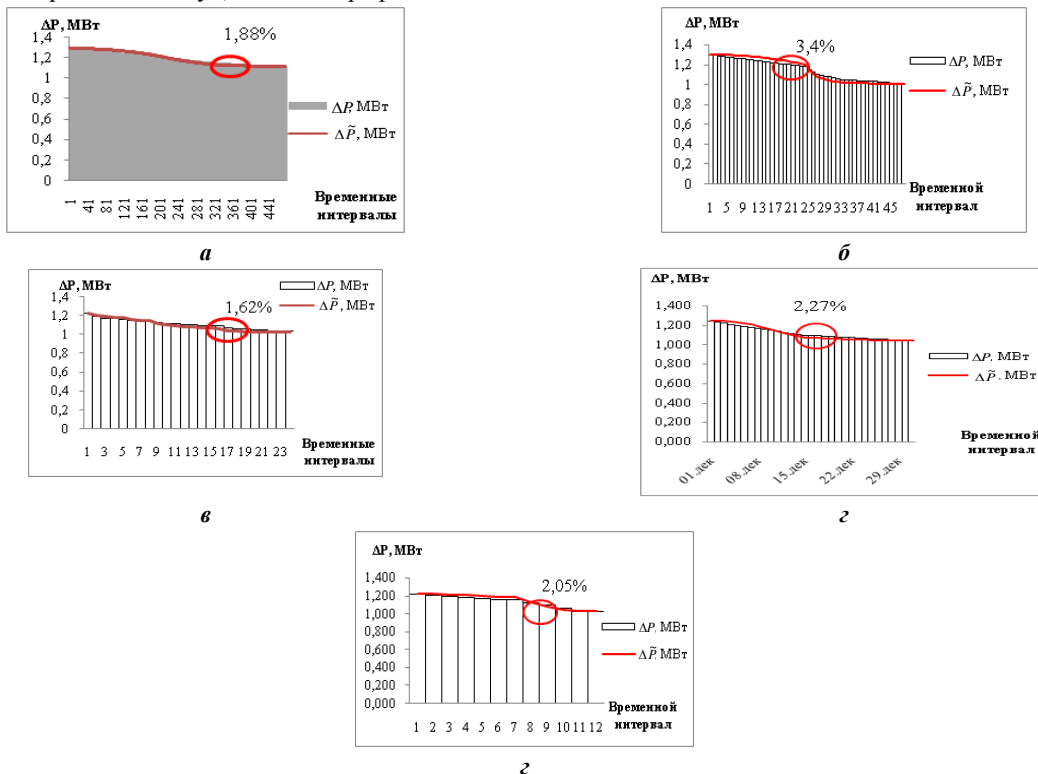 ΔP, МВт
1,88%
1,4
1,2
1
0,8
0,6
0,4
0,2
0
ΔP, МВт
ΔP̃, МВт
1 41 81 121 161 201 241 281 321 361 401 441
Временные
интервалы
а
ΔP, МВт
3,4%
1,4
1,2
1
0,8
0,6
0,4
0,2
0
ΔP, МВт
ΔP̃, МВт
Временной
интервал
1 5 9 13 17 21 25 29 33 37 41 45
б
ΔP, МВт
1,62%
1,4
1,2
1
0,8
0,6
0,4
0,2
0
ΔP, МВт
ΔP̃, МВт
1 3 5 7 9 11 13 15 17 19 21 23
Временные
интервалы
в
ΔP, МВт
2,27%
1,400
1,200
1,000
0,800
0,600
0,400
0,200
0,000
ΔP, МВт
ΔP̃, МВт
Временной
интервал
01.дек 08.дек 15.дек 22.дек 29.дек
г
ΔP, МВт
2,05%
1,400
1,200
1,000
0,800
0,600
0,400
0,200
0,000
ΔP, МВт
ΔP̃, МВт
Временной
интервал
1 2 3 4 5 6 7 8 9 10 11 12
г